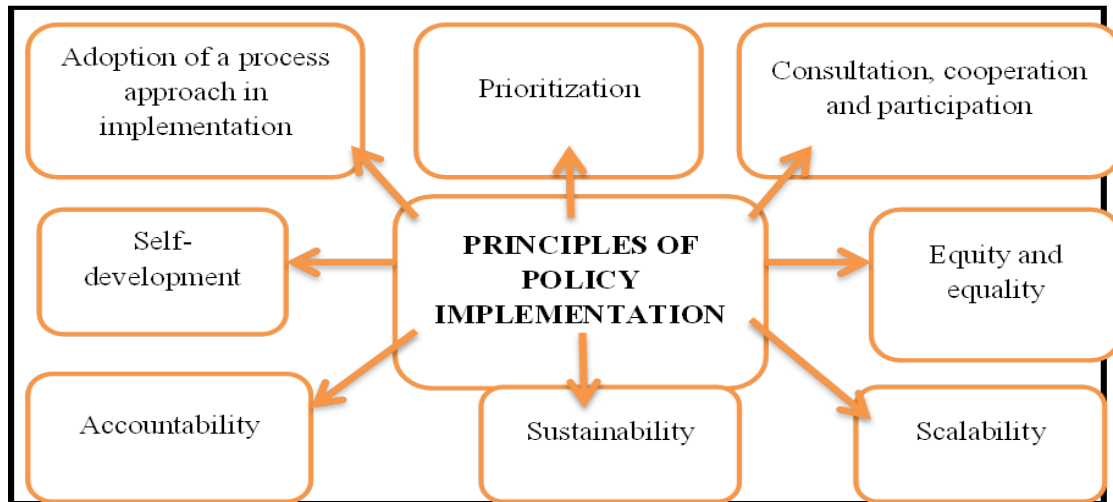 Adoption of a process
approach in
implementation
Prioritization
Consultation, cooperation
and participation
Self-
development
PRINCIPLES OF
POLICY
IMPLEMENTATION
Equity and
equality
Accountability
Sustainability
Scalability